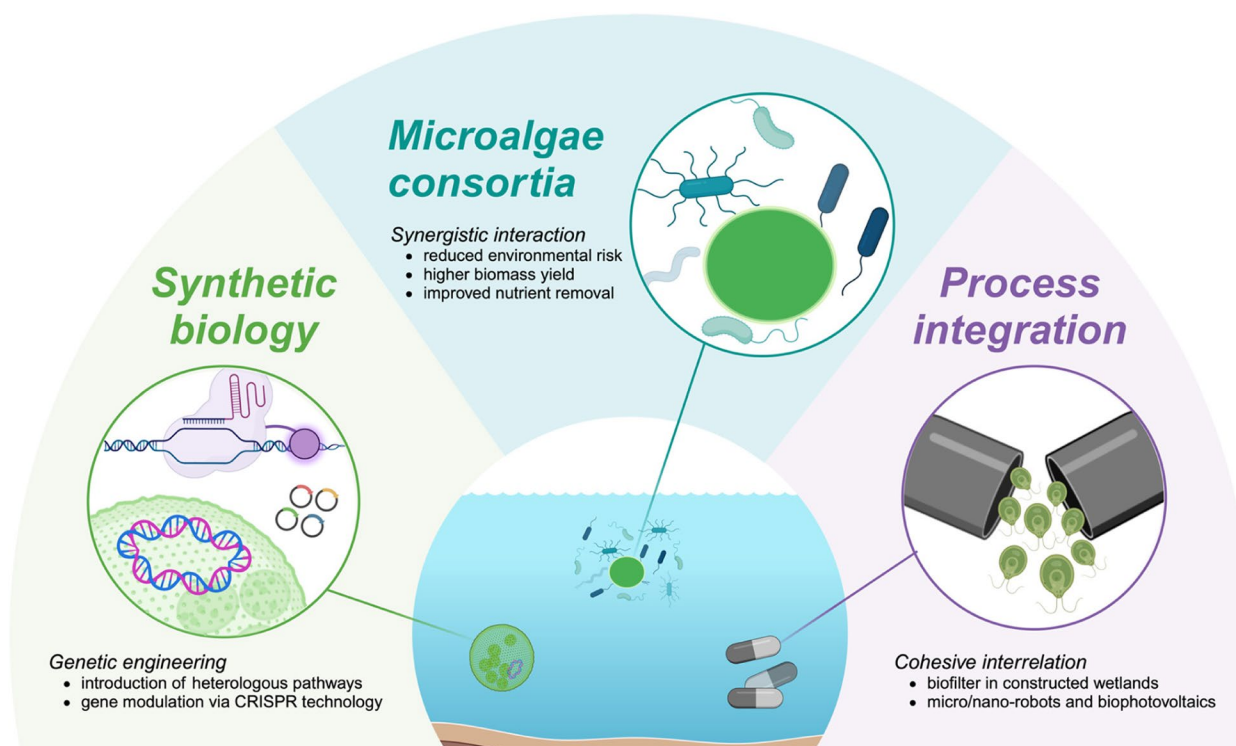 Microalgae
consortia
Synergistic interaction
• reduced environmental risk
• higher biomass yield
• improved nutrient removal
Synthetic
biology
Genetic engineering
• introduction of heterologous pathways
• gene modulation via CRISPR technology
Process
integration
Cohesive interrelation
• biofilter in constructed wetlands
• micro/nano-robots and biophotovoltaics